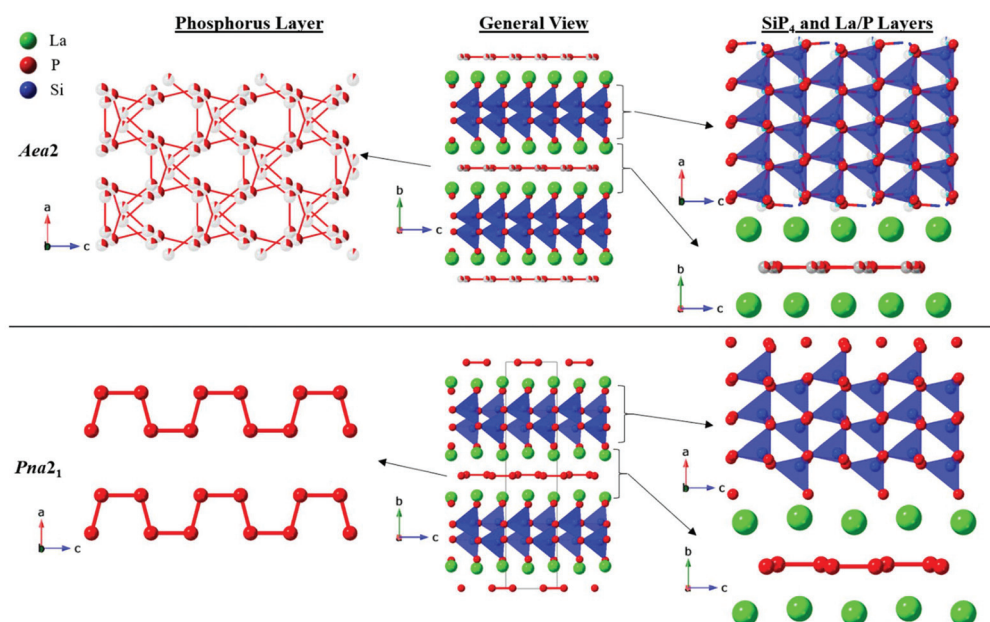 Phosphorus Layer
General View
SiP₄ and La/P Layers
La
P
Si
Aea2
a
b
c
b
c
a
b
c
b
c
Pna2₁
a
b
c
b
c
a
b
c
b
c